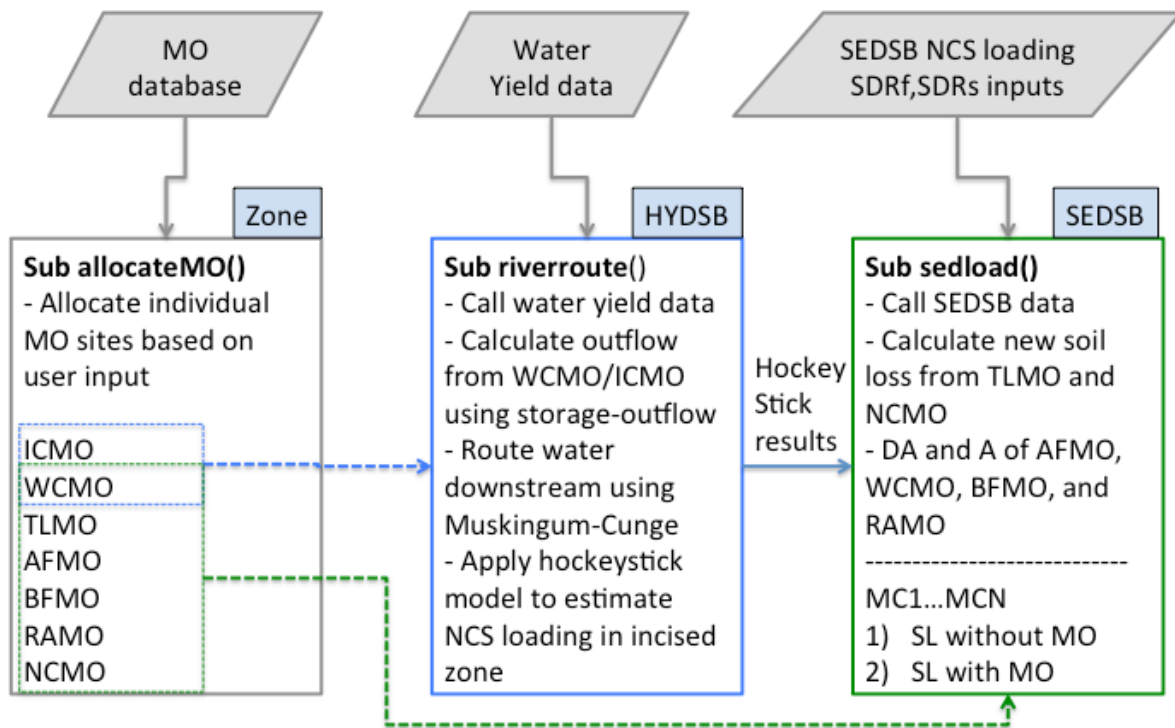 MO
database
Water
Yield data
SEDSB NCS loading
SDRf,SDRs inputs
Zone
Sub allocateMO()
- Allocate individual
MO sites based on
user input
ICMO
WCMO
TLMO
AFMO
BFMO
RAMO
NCMO
HYDSB
Sub riverroute()
- Call water yield data
- Calculate outflow
from WCMO/ICMO
using storage-outflow
- Route water
downstream using
Muskingum-Cunge
- Apply hockeystick
model to estimate
NCS loading in incised
zone
Hockey
Stick
results
SEDSB
Sub sedload()
- Call SEDSB data
- Calculate new soil
loss from TLMO and
NCMO
- DA and A of AFMO,
WCMO, BFMO, and
RAMO
----------------------------
MC1...MCN
1) SL without MO
2) SL with MO